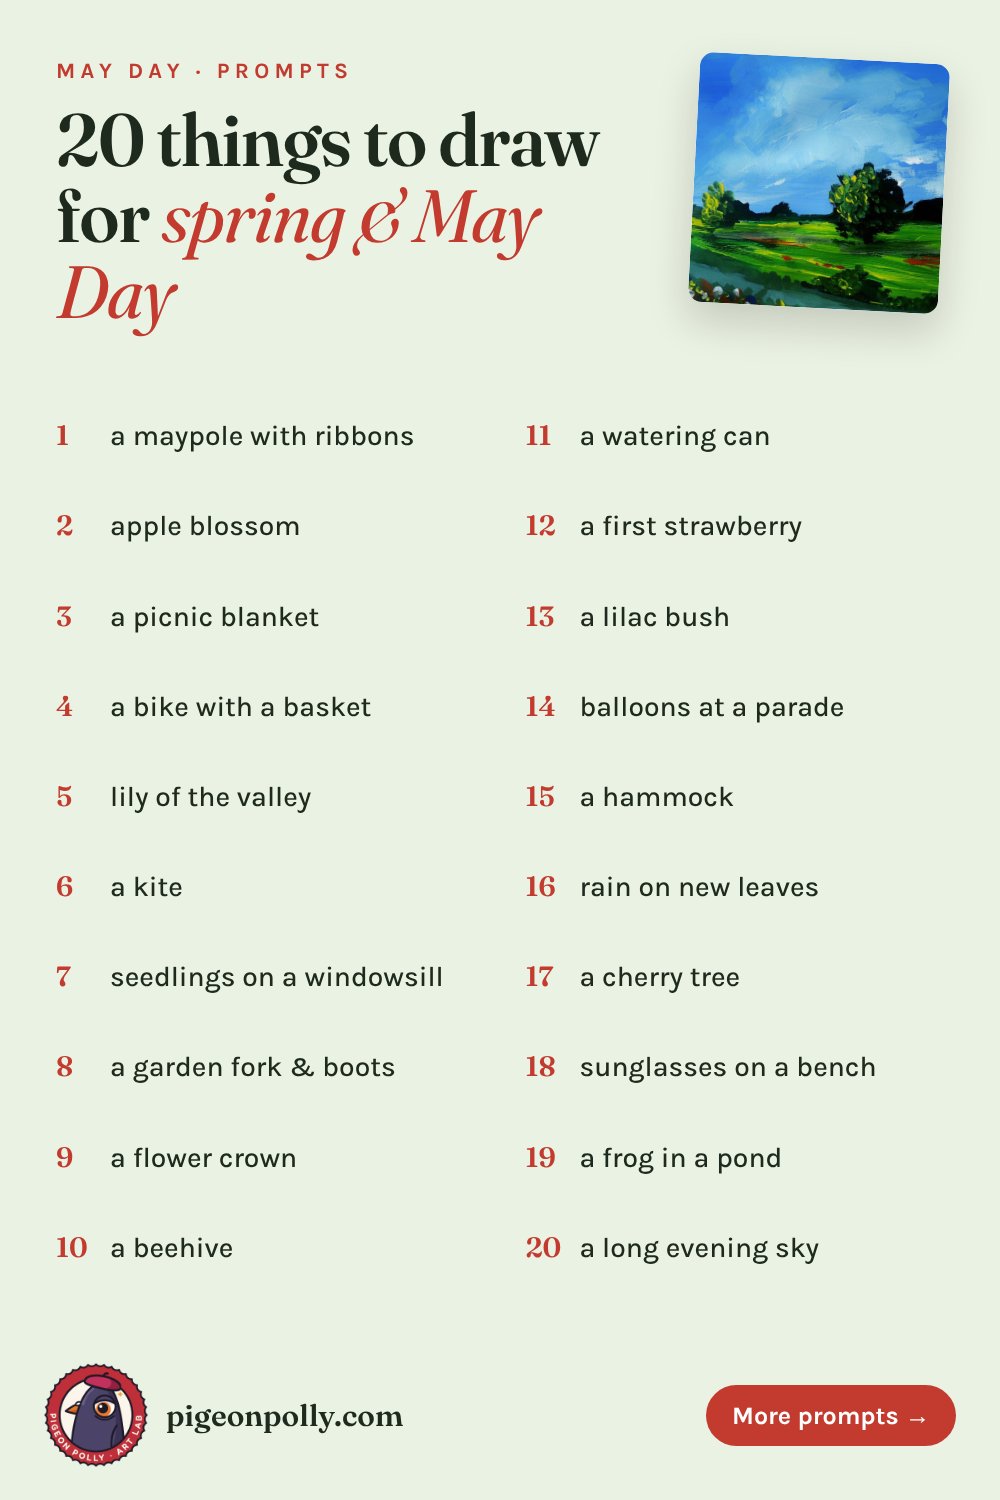 MAY DAY · PROMPTS
20 things to draw
for spring & May
Day
1 a maypole with ribbons
2 apple blossom
3 a picnic blanket
4 a bike with a basket
5 lily of the valley
6 a kite
7 seedlings on a windowsill
8 a garden fork & boots
9 a flower crown
10 a beehive
11 a watering can
12 a first strawberry
13 a lilac bush
14 balloons at a parade
15 a hammock
16 rain on new leaves
17 a cherry tree
18 sunglasses on a bench
19 a frog in a pond
20 a long evening sky
PIGEON POLLY · ART LAB
pigeonpolly.com
More prompts →